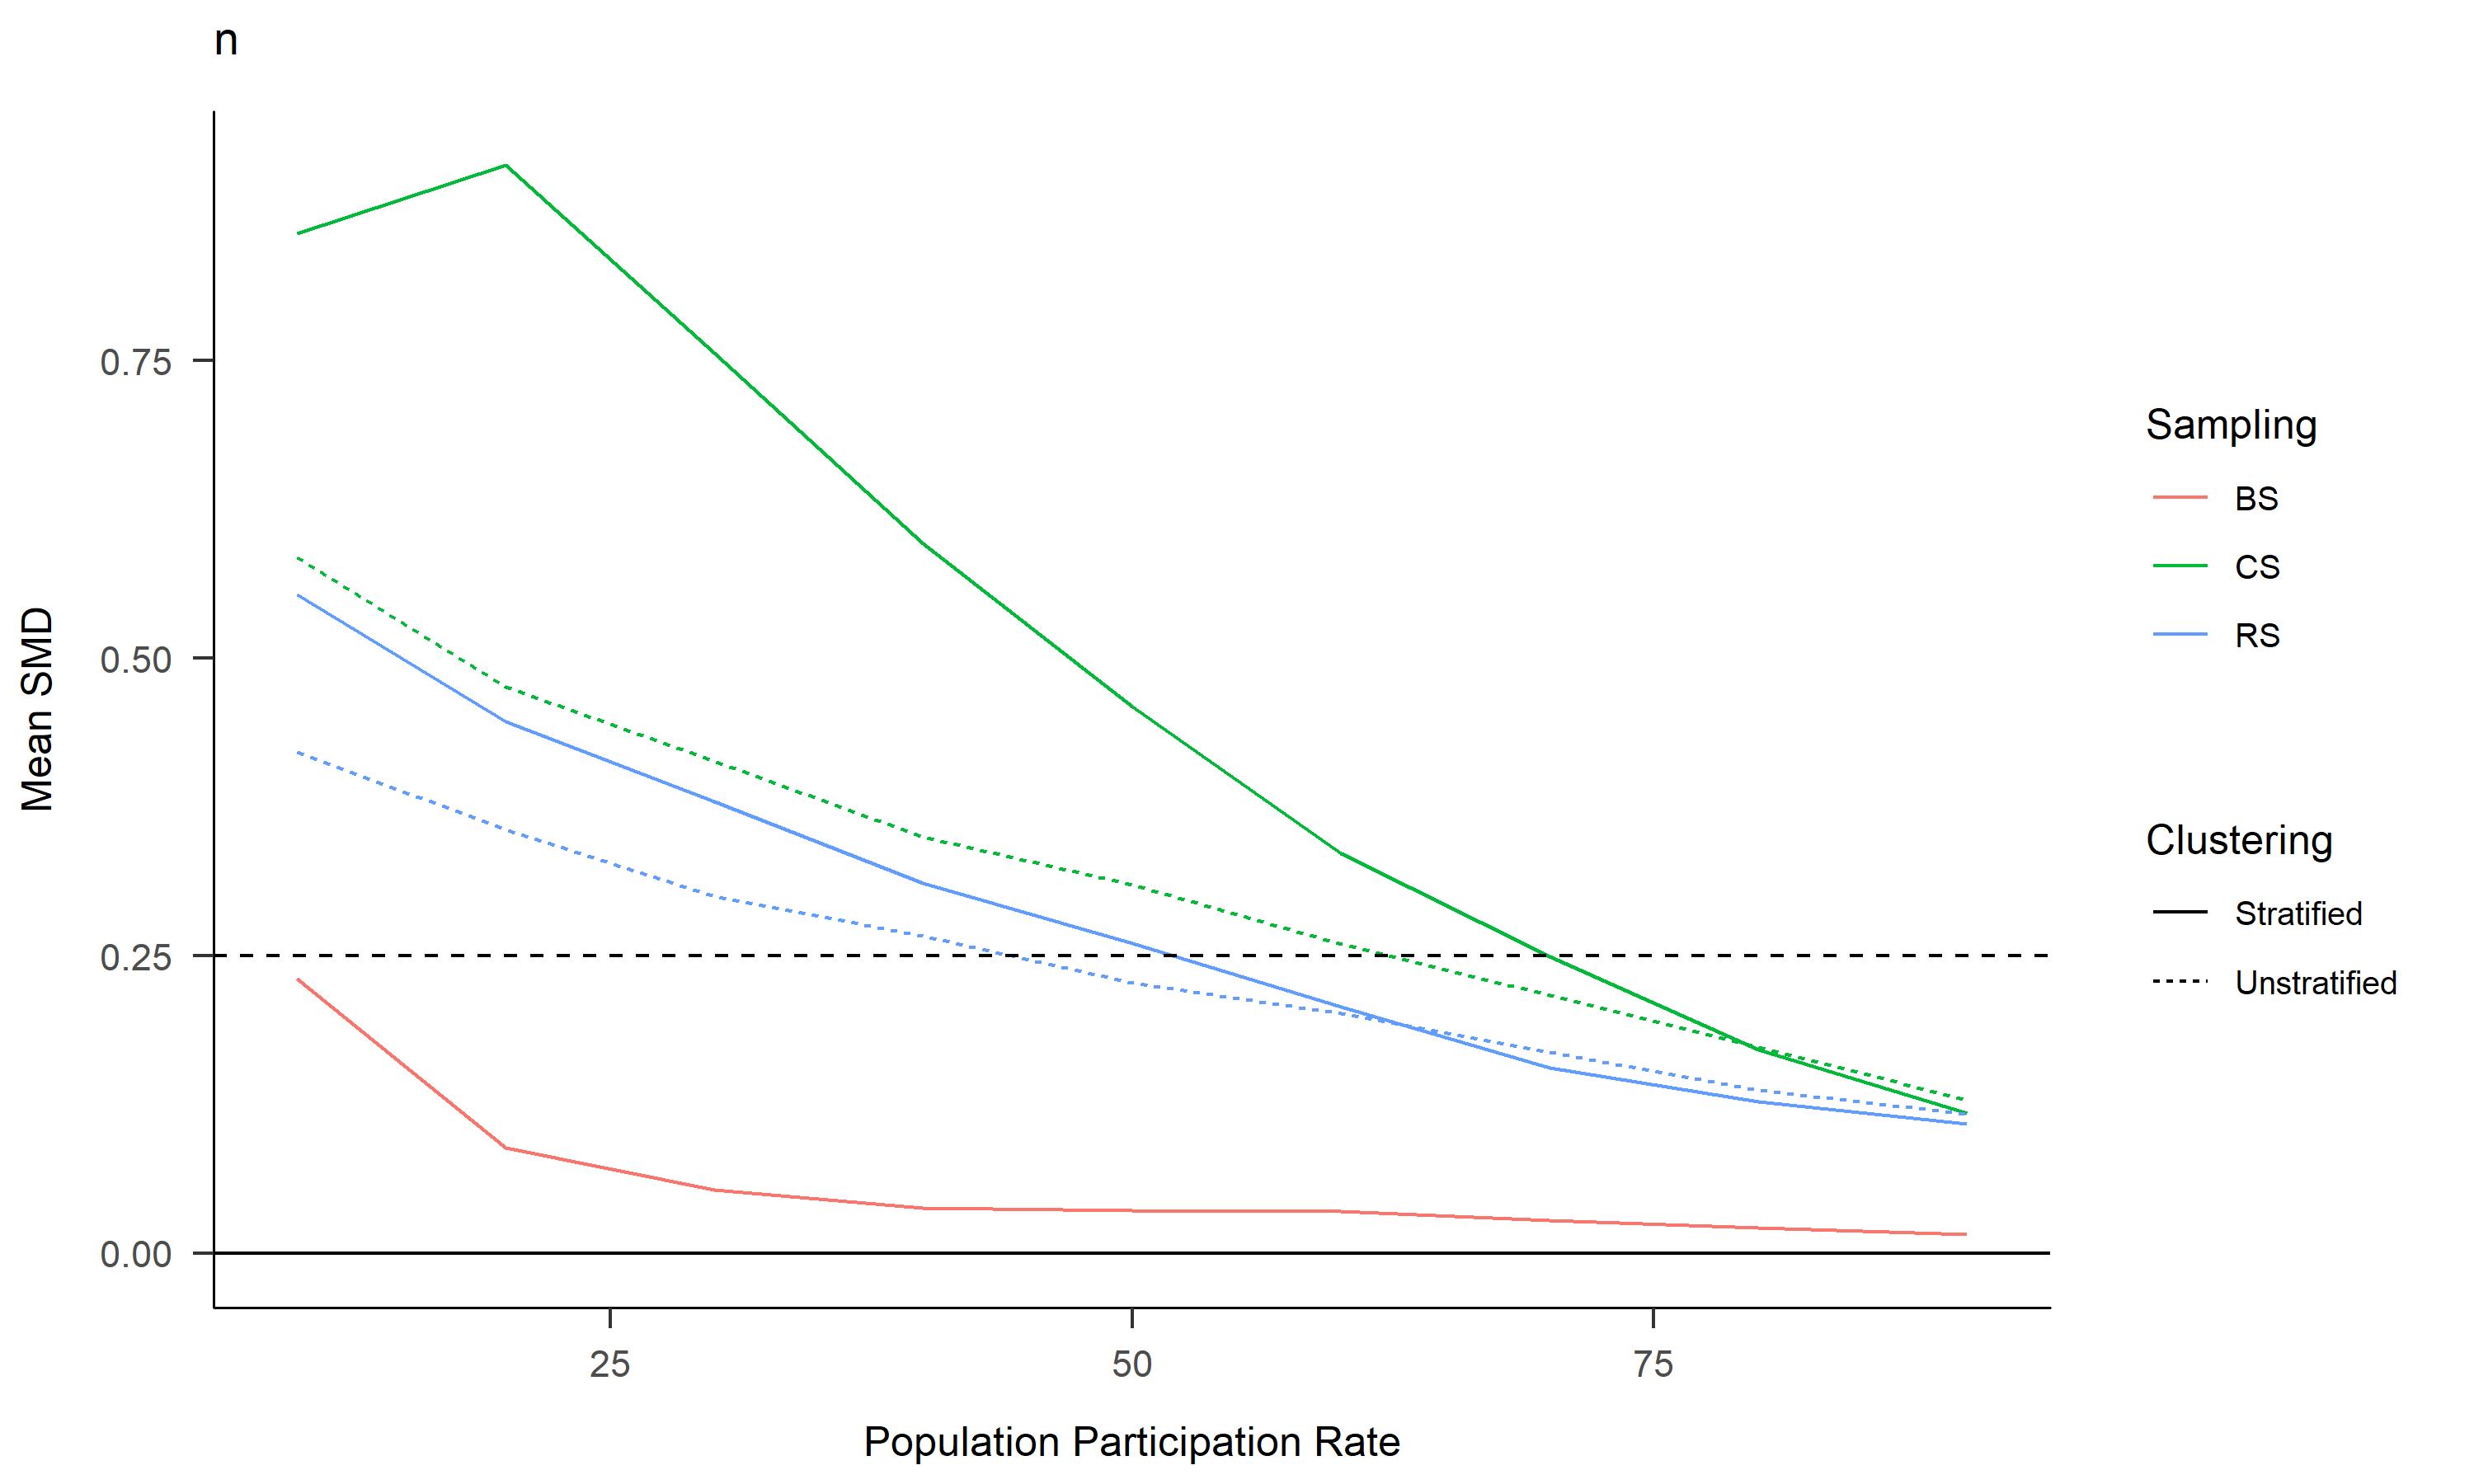 n
Mean SMD
0.75
0.50
0.25
0.00
25
50
75
Population Participation Rate
Sampling
BS
CS
RS
Clustering
Stratified
Unstratified